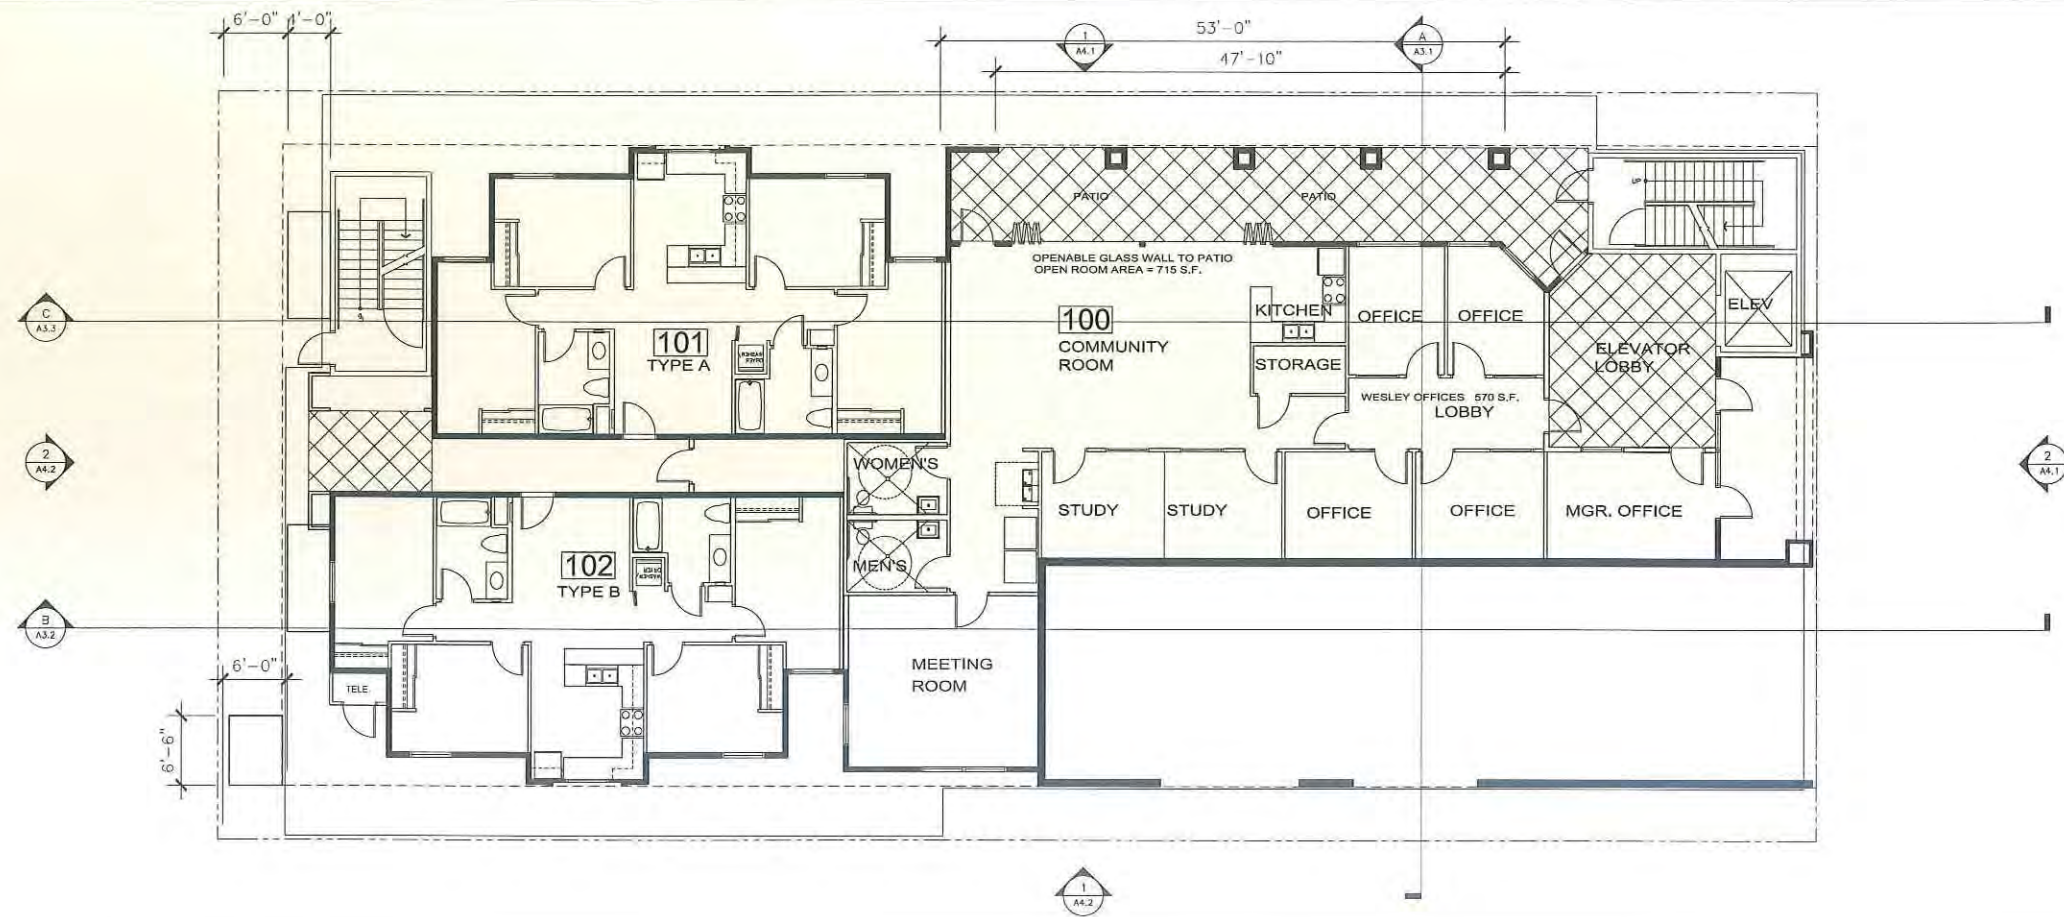 6'-0"
4'-0"
53'-0"
47'-10"
1
A4.1
A
A3.1
UP
PATIO
PATIO
OPENABLE GLASS WALL TO PATIO
OPEN ROOM AREA = 715 S.F.
100
COMMUNITY
ROOM
KITCHEN
STORAGE
OFFICE
OFFICE
ELEV
ELEVATOR
LOBBY
WESLEY OFFICES 570 S.F.
LOBBY
C
A3.3
101
TYPE A
2
A4.2
2
A4.1
WOMEN'S
MEN'S
STUDY
STUDY
OFFICE
OFFICE
MGR. OFFICE
102
TYPE B
WASHER/
DRYER
B
A3.2
6'-0"
TELE.
MEETING
ROOM
6'-6"
1
A4.2